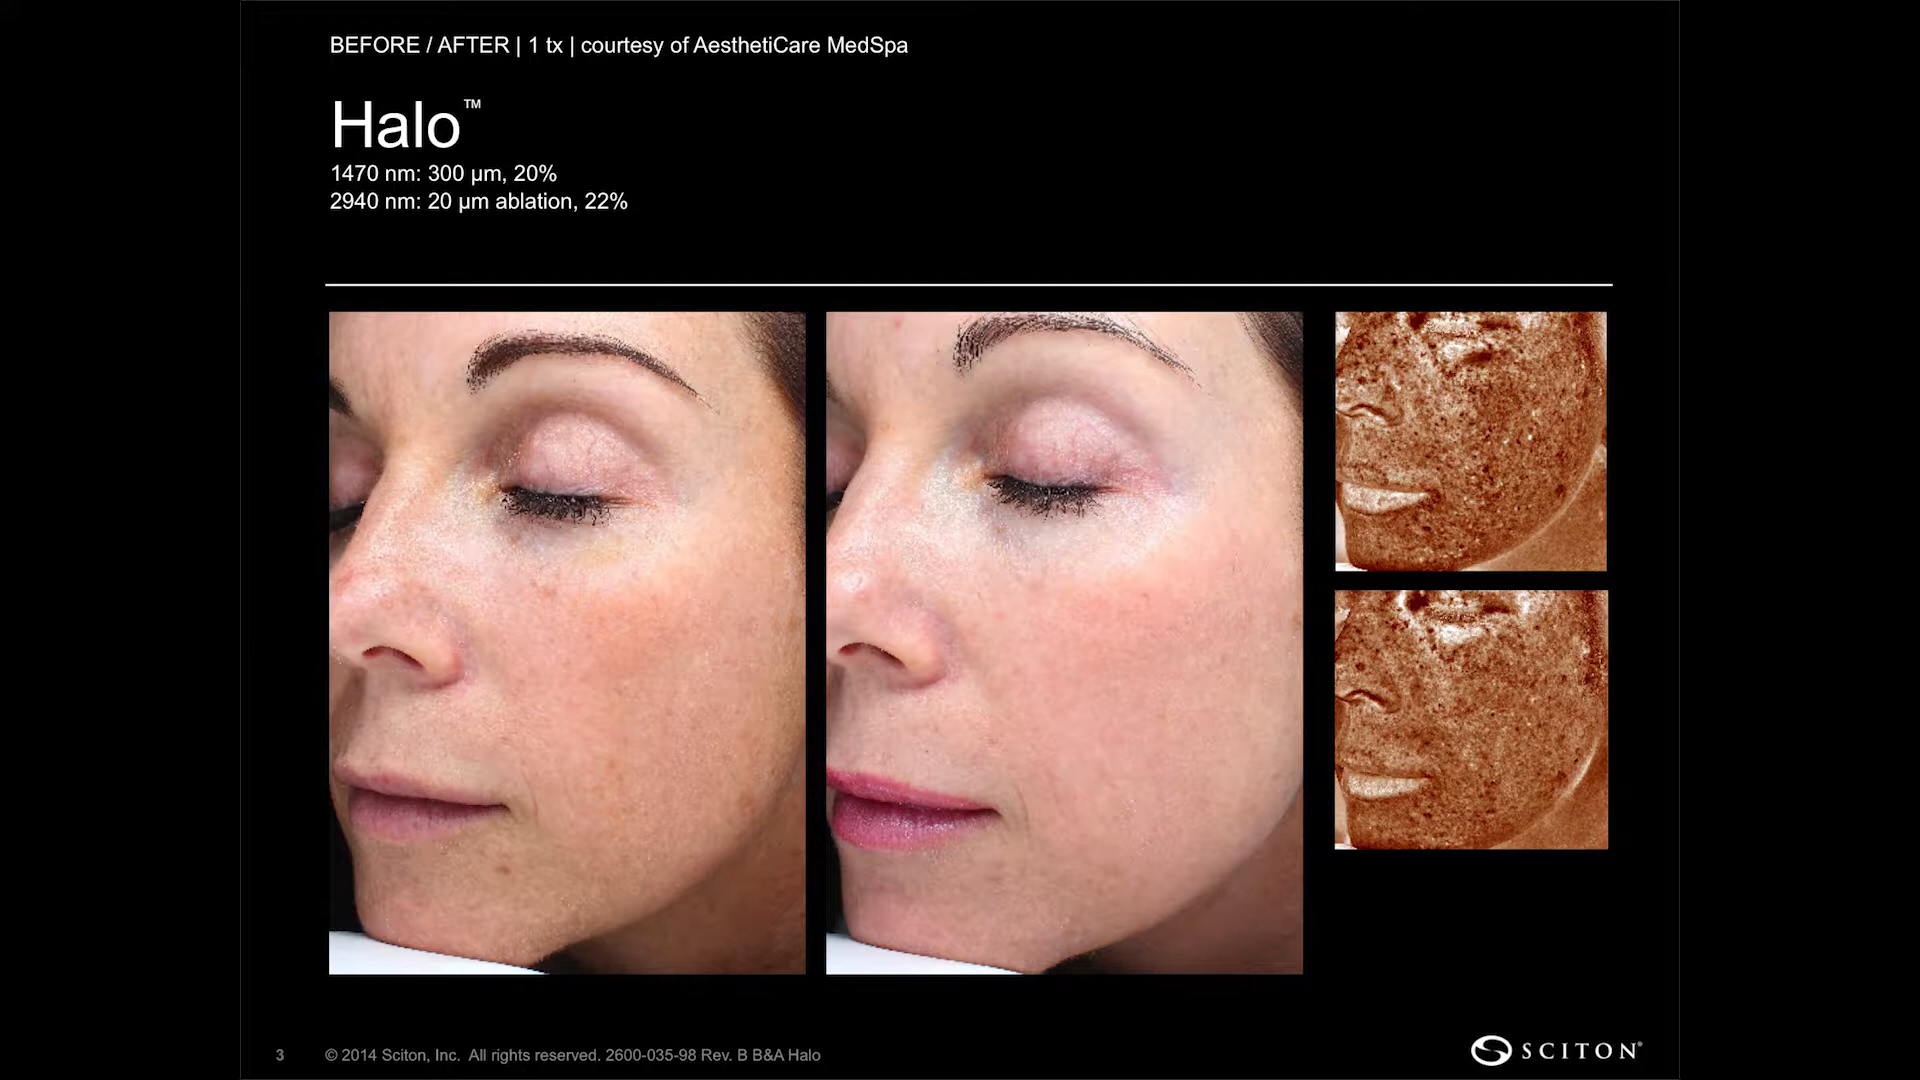 BEFORE / AFTER | 1 tx | courtesy of AesthetiCare MedSpa
Halo™
1470 nm: 300 μm, 20%
2940 nm: 20 μm ablation, 22%
3 © 2014 Sciton, Inc. All rights reserved. 2600-035-98 Rev. B B&A Halo
SCITON®